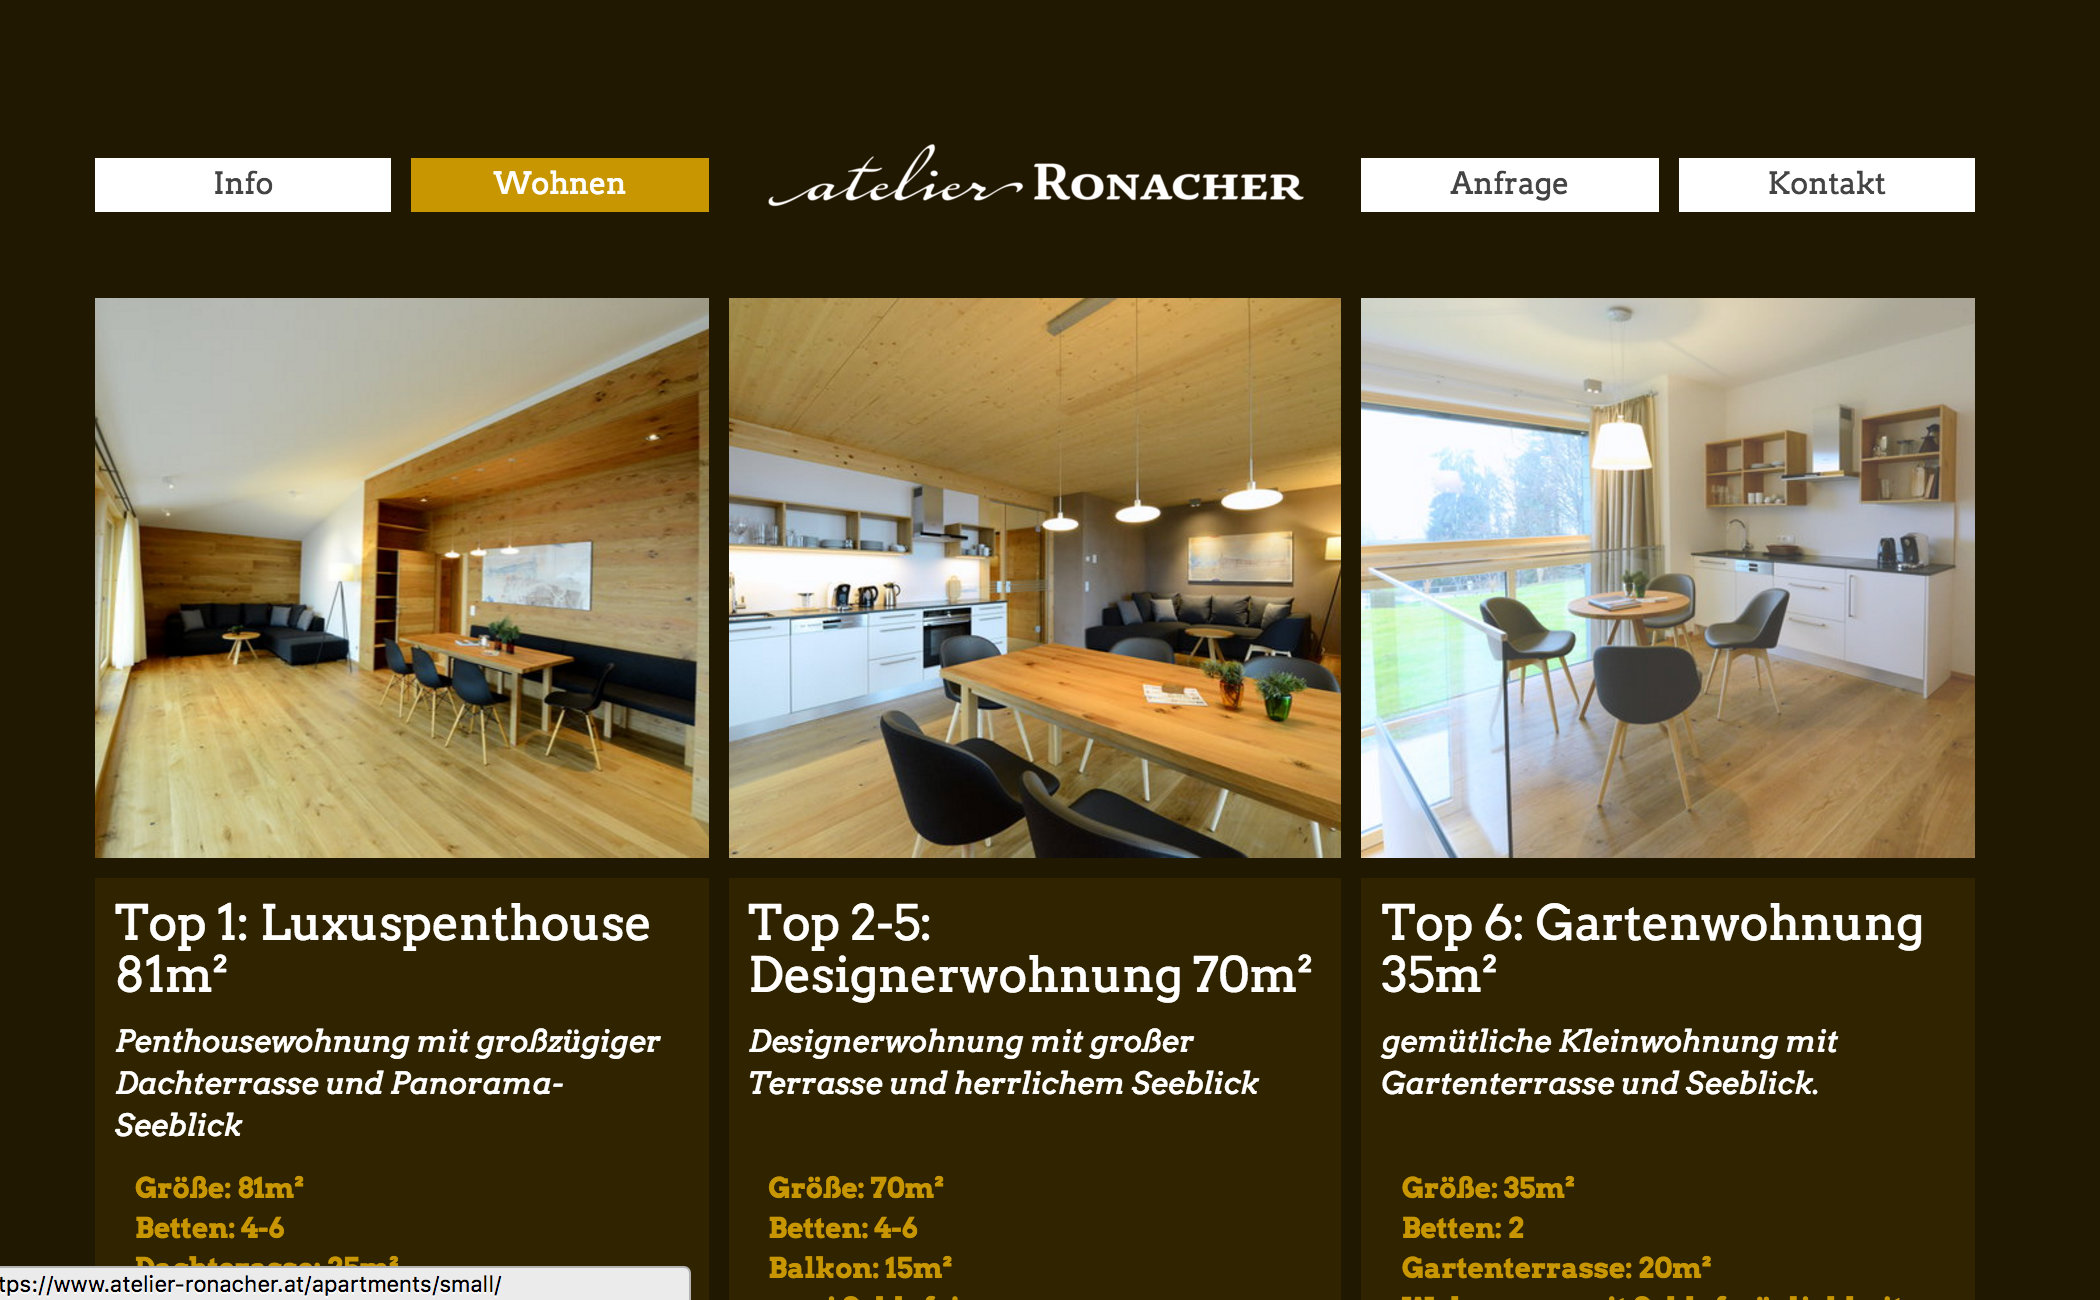 Info
Wohnen
atelier RONACHER
Anfrage
Kontakt
Top 1: Luxuspenthouse
81m²
Penthousewohnung mit großzügiger
Dachterrasse und Panorama-
Seeblick
Größe: 81m²
Betten: 4-6
Dachterasse: 25m²
Top 2-5:
Designerwohnung 70m²
Designerwohnung mit großer
Terrasse und herrlichem Seeblick
Größe: 70m²
Betten: 4-6
Balkon: 15m²
Top 6: Gartenwohnung
35m²
gemütliche Kleinwohnung mit
Gartenterrasse und Seeblick.
Größe: 35m²
Betten: 2
Gartenterrasse: 20m²
tps://www.atelier-ronacher.at/apartments/small/